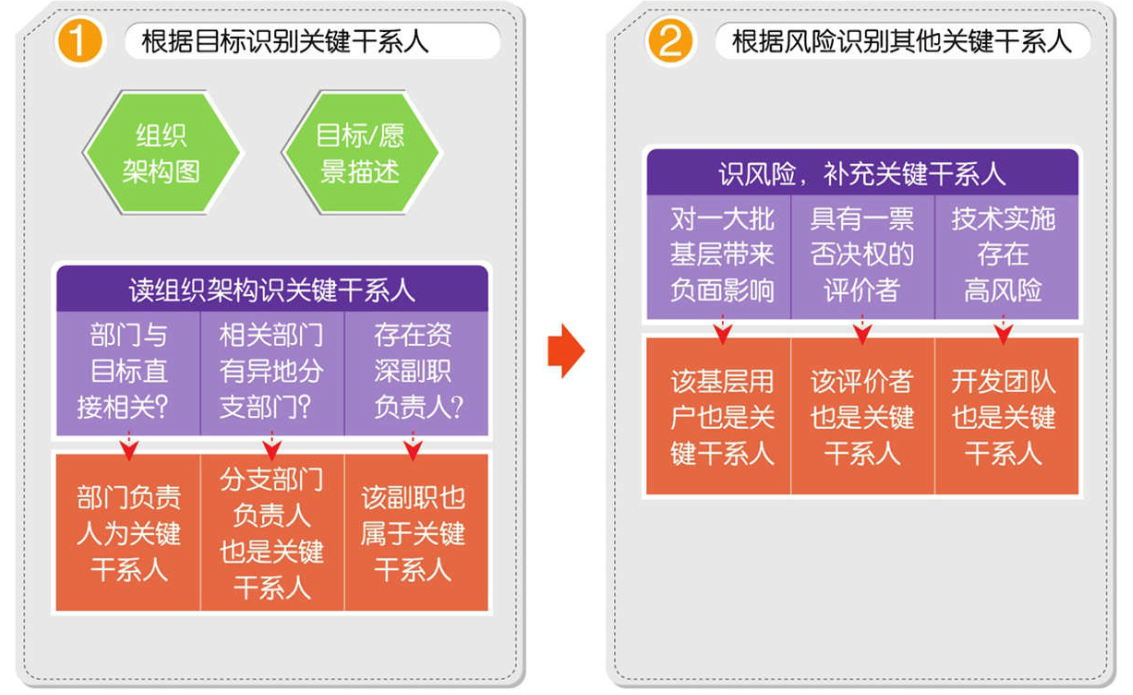 1
根据目标识别关键干系人
组织
架构图
目标/愿
景描述
读组织架构识关键干系人
部门与
目标直
接相关?
相关部门
有异地分
支部门?
存在资
深副职
负责人?
部门负责
人为关键
干系人
分支部门
负责人
也是关键
干系人
该副职也
属于关键
干系人
2
根据风险识别其他关键干系人
识风险，补充关键干系人
对一大批
基层带来
负面影响
具有一票
否决权的
评价者
技术实施
存在
高风险
该基层用
户也是关
键干系人
该评价者
也是关键
干系人
开发团队
也是关键
干系人